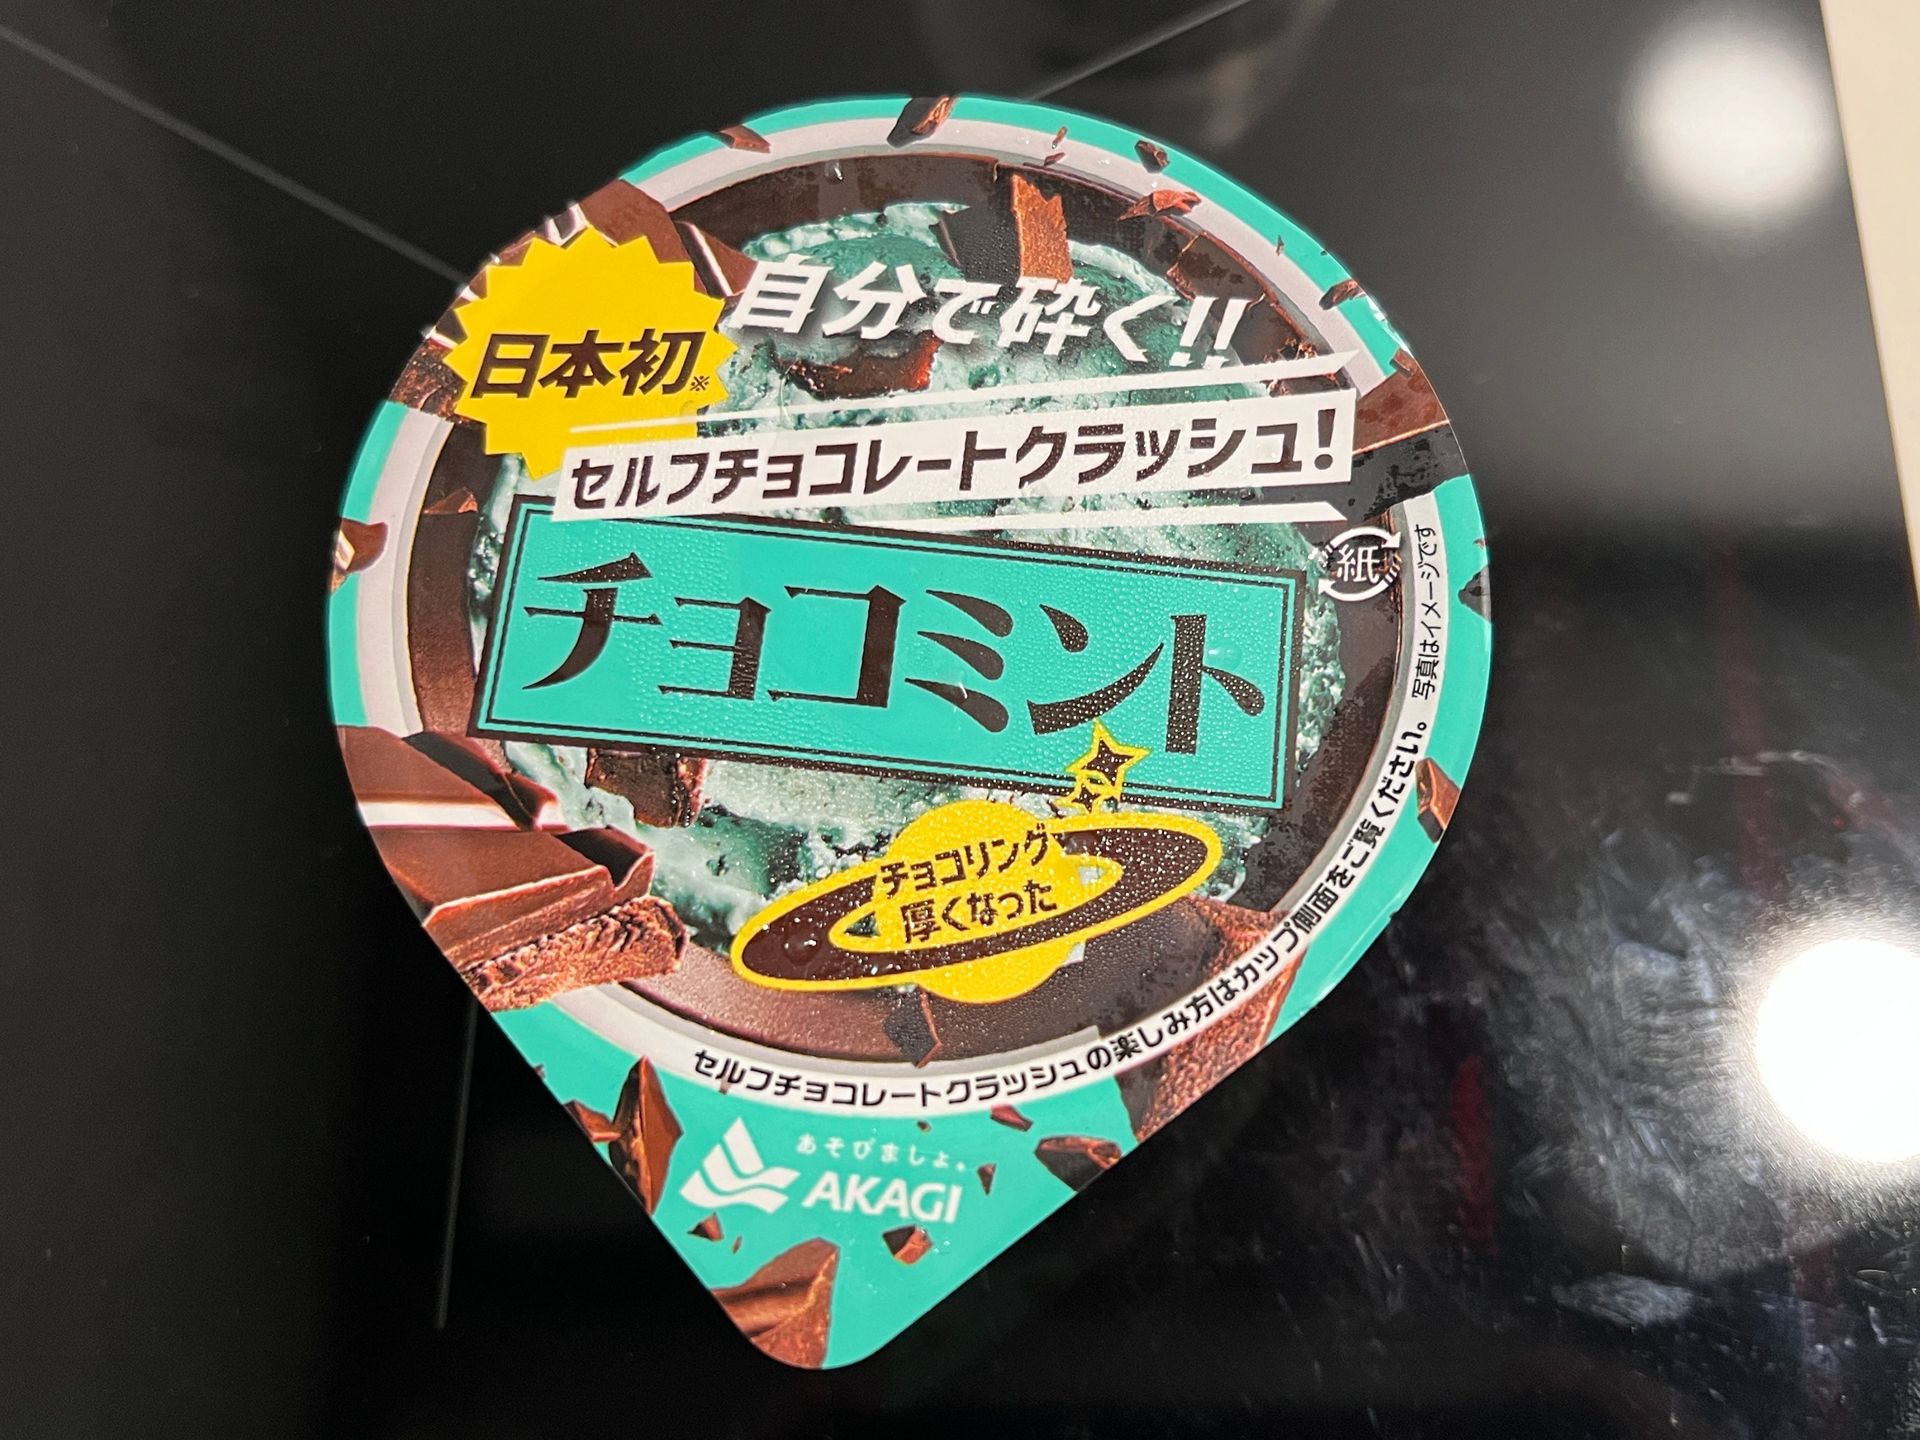 日本初※
自分で砕く!!
セルフチョコレートクラッシュ!
チョコミント
紙
写真はイメージです
チョコリング
厚くなった
セルフチョコレートクラッシュの楽しみ方はカップ側面をご覧ください。
あそびましょ。
AKAGI